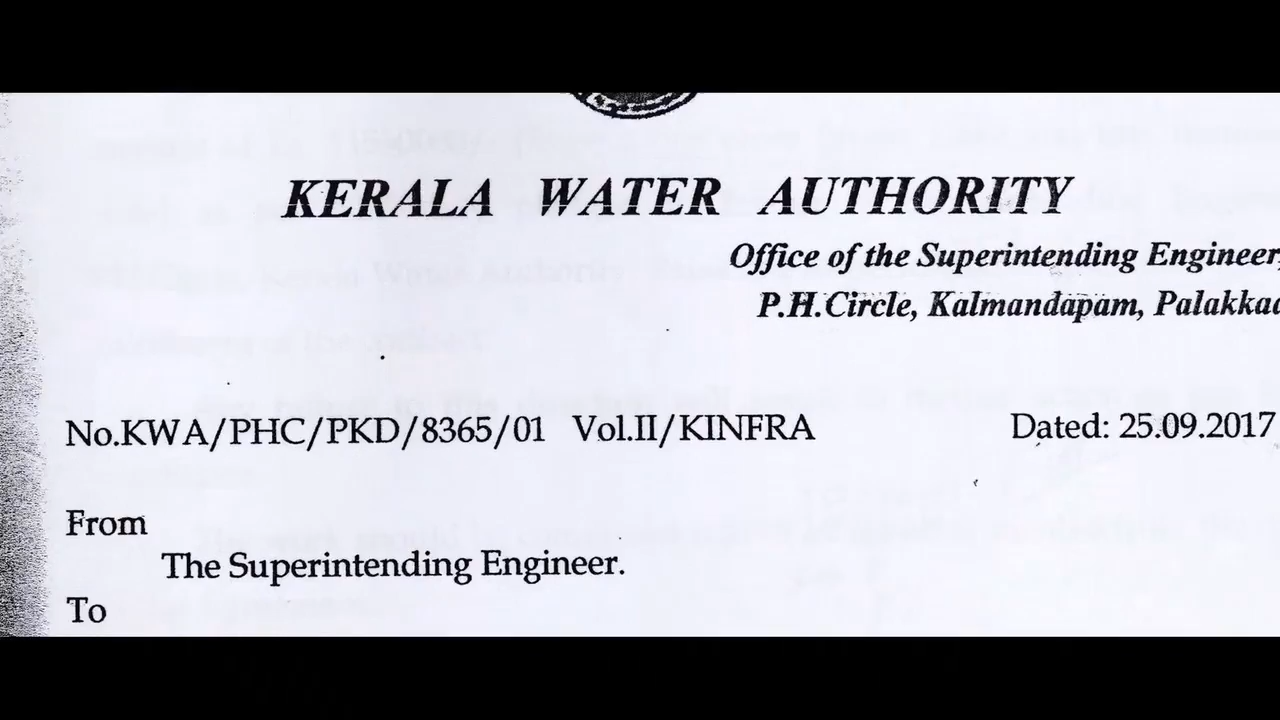 KERALA WATER AUTHORITY
Office of the Superintending Engineer,
P.H.Circle, Kalmandapam, Palakkad
No.KWA/PHC/PKD/8365/01 Vol.II/KINFRA Dated: 25.09.2017
From
The Superintending Engineer.
To